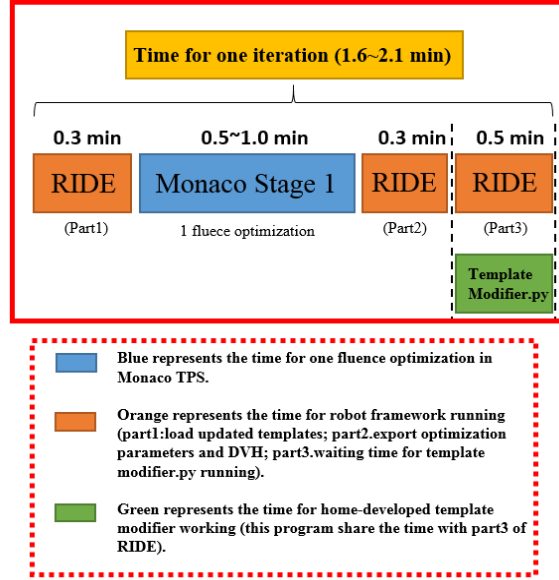 Time for one iteration (1.6~2.1 min)
0.3 min 0.5~1.0 min 0.3 min 0.5 min
RIDE Monaco Stage 1 RIDE RIDE
(Part1) 1 fluece optimization (Part2) (Part3)
Template
Modifier.py
Blue represents the time for one fluence optimization in
Monaco TPS.
Orange represents the time for robot framework running
(part1:load updated templates; part2.export optimization
parameters and DVH; part3.waiting time for template
modifier.py running).
Green represents the time for home-developed template
modifier working (this program share the time with part3 of
RIDE).